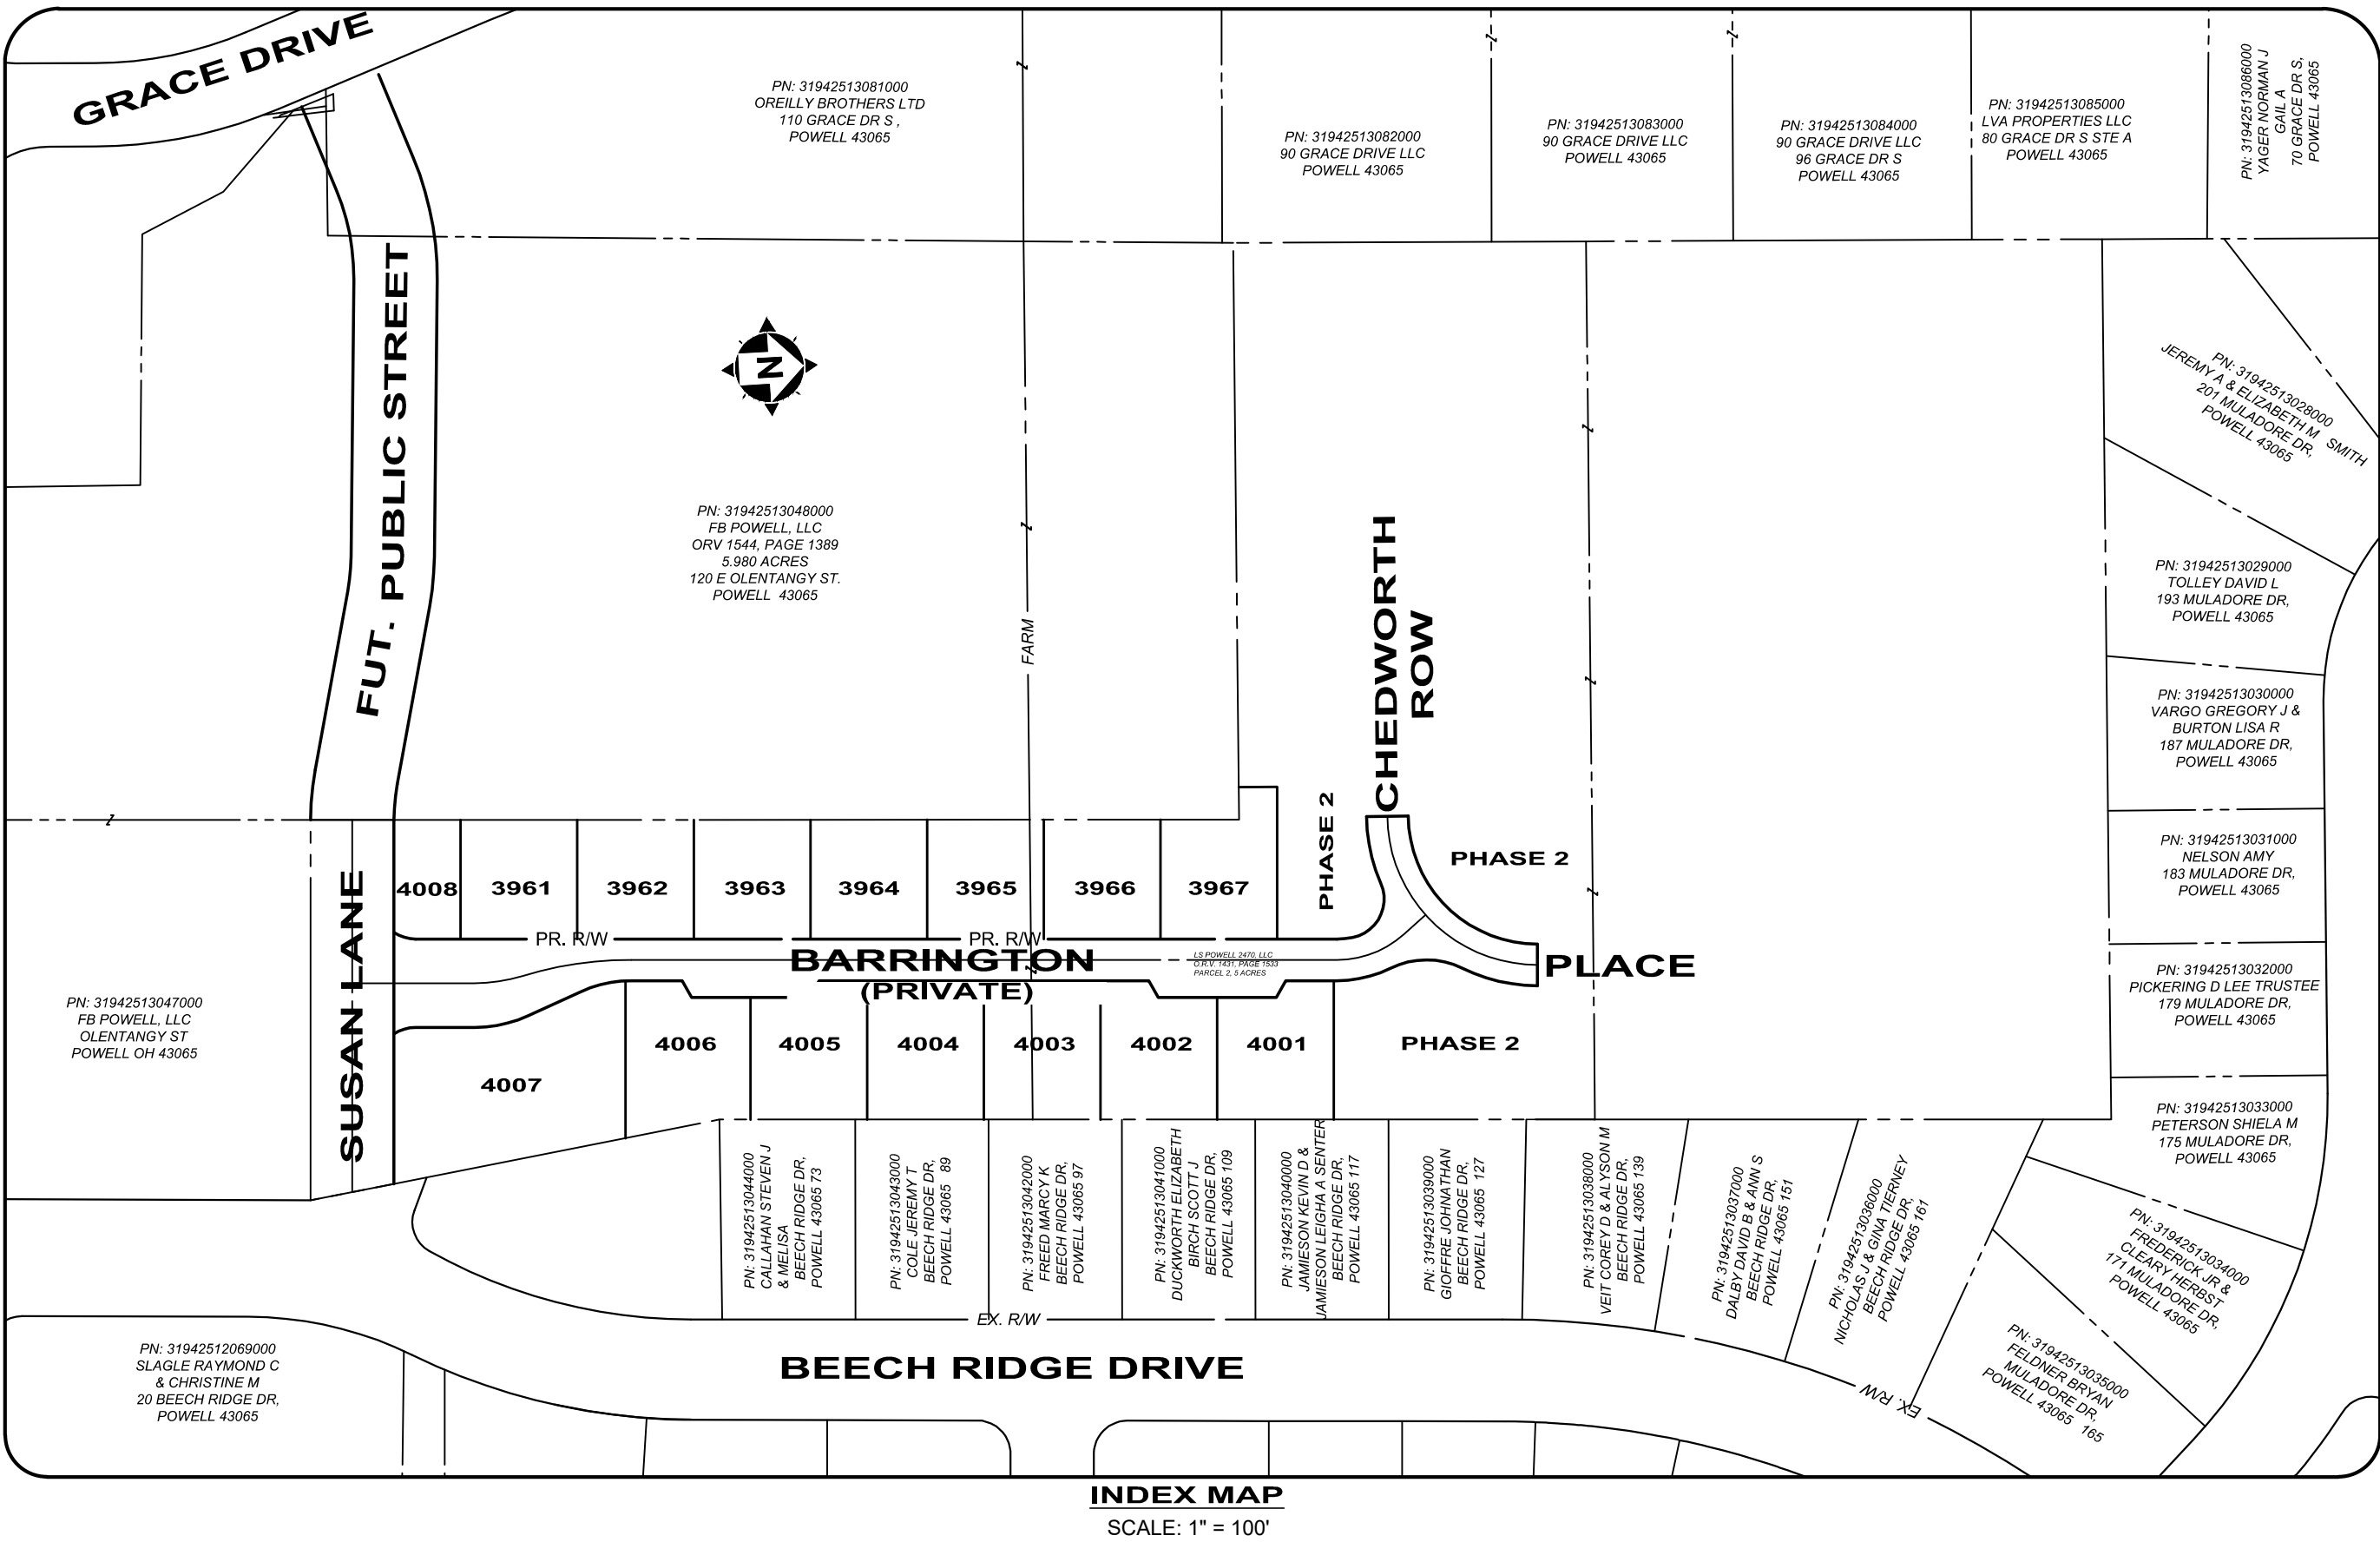 GRACE DRIVE
PN: 31942513081000
OREILLY BROTHERS LTD
110 GRACE DR S ,
POWELL 43065
PN: 31942513082000
90 GRACE DRIVE LLC
POWELL 43065
PN: 31942513083000
90 GRACE DRIVE LLC
POWELL 43065
PN: 31942513084000
90 GRACE DRIVE LLC
96 GRACE DR S
POWELL 43065
PN: 31942513085000
LVA PROPERTIES LLC
80 GRACE DR S STE A
POWELL 43065
PN: 31942513086000
YAGER NORMAN J
GAIL A
70 GRACE DR S,
POWELL 43065
FUT. PUBLIC STREET
N
PN: 31942513048000
FB POWELL, LLC
ORV 1544, PAGE 1389
5.980 ACRES
120 E OLENTANGY ST.
POWELL 43065
FARM
CHEDWORTH
ROW
PN: 31942513028000
JEREMY A & ELIZABETH M SMITH
201 MULADORE DR,
POWELL 43065
PN: 31942513029000
TOLLEY DAVID L
193 MULADORE DR,
POWELL 43065
PN: 31942513030000
VARGO GREGORY J &
BURTON LISA R
187 MULADORE DR,
POWELL 43065
PN: 31942513031000
NELSON AMY
183 MULADORE DR,
POWELL 43065
PN: 31942513032000
PICKERING D LEE TRUSTEE
179 MULADORE DR,
POWELL 43065
PN: 31942513033000
PETERSON SHIELA M
175 MULADORE DR,
POWELL 43065
PHASE 2
PHASE 2
4008
3961
3962
3963
3964
3965
3966
3967
PR. R/W
PR. R/W
BARRINGTON
(PRIVATE)
LS POWELL 2470, LLC
O.R.V. 1431, PAGE 1533
PARCEL 2, 5 ACRES
PLACE
SUSAN LANE
PN: 31942513047000
FB POWELL, LLC
OLENTANGY ST
POWELL OH 43065
4007
4006
4005
4004
4003
4002
4001
PHASE 2
PN: 31942513044000
CALLAHAN STEVEN J
& MELISA
BEECH RIDGE DR,
POWELL 43065 73
PN: 31942513043000
COLE JEREMY T
BEECH RIDGE DR,
POWELL 43065 89
PN: 31942513042000
FREED MARCY K
BEECH RIDGE DR,
POWELL 43065 97
PN: 31942513041000
DUCKWORTH ELIZABETH
BIRCH SCOTT J
BEECH RIDGE DR,
POWELL 43065 109
PN: 31942513040000
JAMIESON KEVIN D &
JAMIESON LEIGHA A SENTER
BEECH RIDGE DR,
POWELL 43065 117
PN: 31942513039000
GIOFFRE JOHNATHAN
BEECH RIDGE DR,
POWELL 43065 127
PN: 31942513038000
VEIT COREY D & ALYSON M
BEECH RIDGE DR,
POWELL 43065 139
PN: 31942513037000
DALBY DAVID B & ANN S
BEECH RIDGE DR,
POWELL 43065 151
PN: 31942513036000
NICHOLAS J & GINA TIERNEY
BEECH RIDGE DR,
POWELL 43065 161
PN: 31942513034000
FREDERICK JR &
CLEARY HERBST
171 MULADORE DR,
POWELL 43065
PN: 31942513035000
FELDNER BRYAN
MULADORE DR,
POWELL 43065 165
EX. R/W
EX. R/W
BEECH RIDGE DRIVE
PN: 31942512069000
SLAGLE RAYMOND C
& CHRISTINE M
20 BEECH RIDGE DR,
POWELL 43065
INDEX MAP
SCALE: 1" = 100'